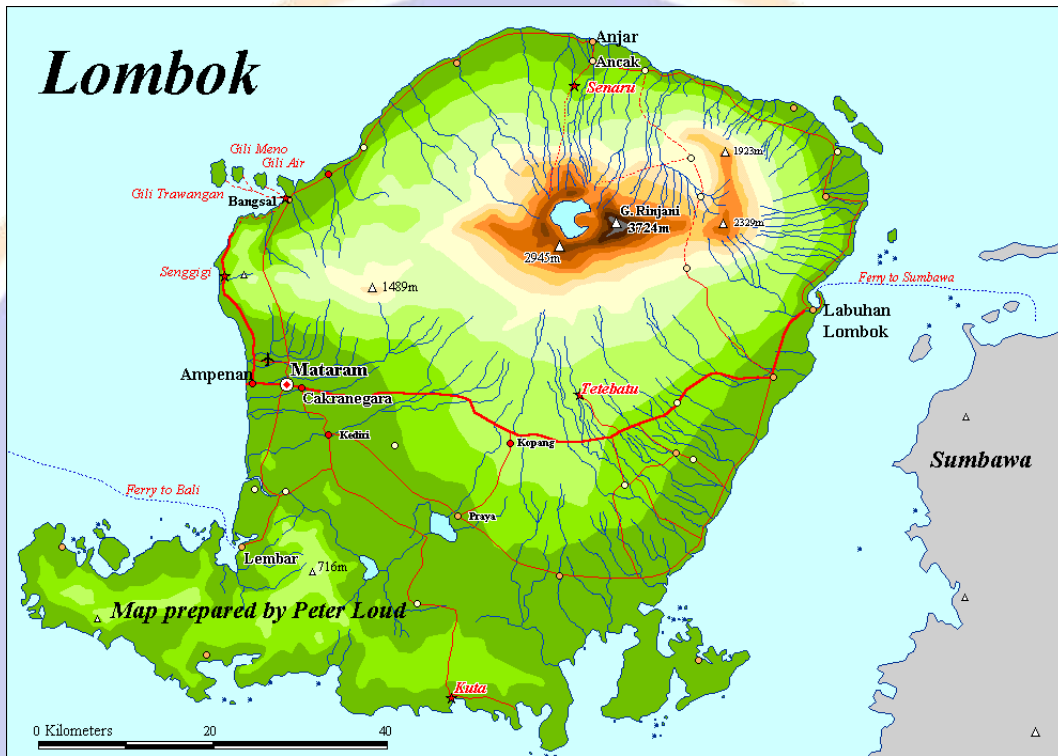 Lombok
Anjar
Ancak
Senaru
Gili Meno
Gili Air
Gili Trawangan
Bangsal
1923m
G. Rinjani
3724m
2329m
2945m
Senggigi
1489m
Ferry to Sumbawa
Labuhan
Lombok
Ampenan
Mataram
Cakranegara
Tetebatu
Kediri
Kopang
Sumbawa
Ferry to Bali
Praya
Lembar
716m
Map prepared by Peter Loud
Kuta
0 Kilometers 20 40